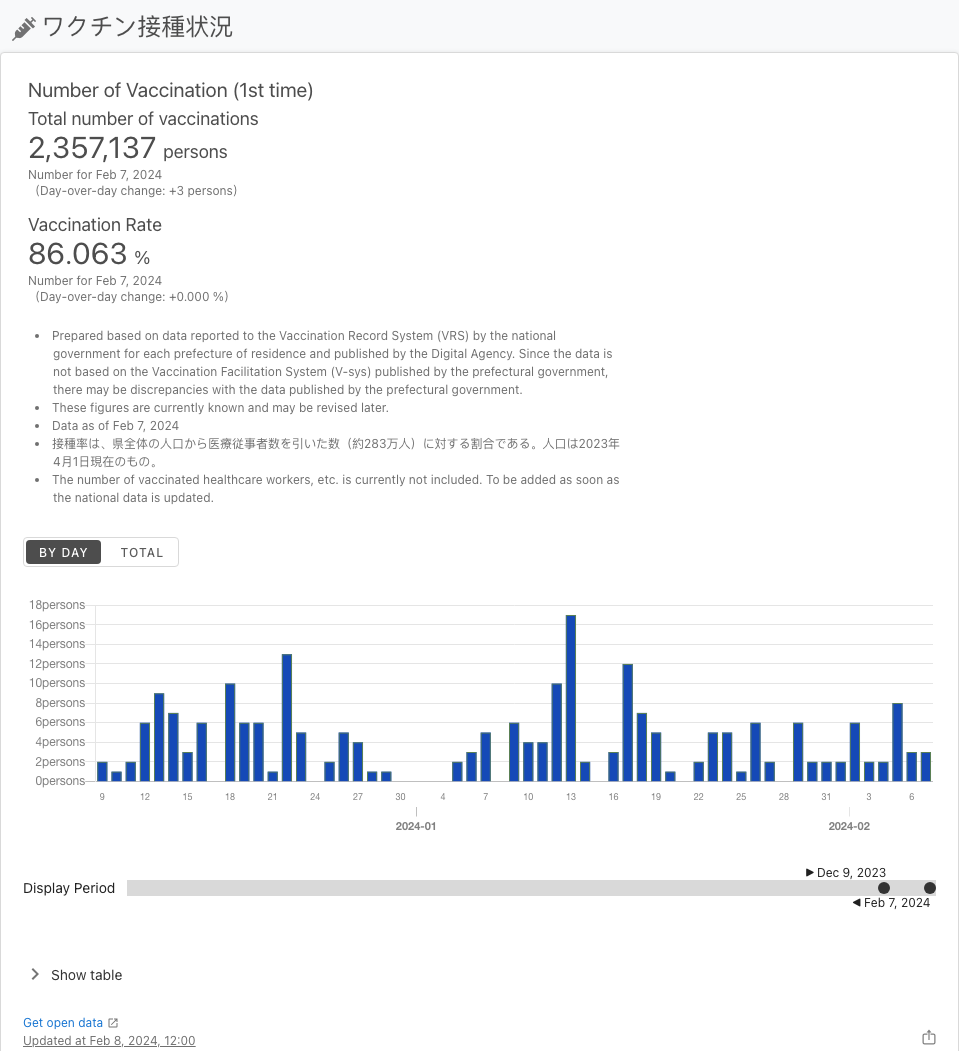 ワクチン接種状況
Number of Vaccination (1st time)
Total number of vaccinations
2,357,137 persons
Number for Feb 7, 2024
（Day-over-day change: +3 persons）
Vaccination Rate
86.063 %
Number for Feb 7, 2024
（Day-over-day change: +0.000 %）
• Prepared based on data reported to the Vaccination Record System (VRS) by the national
government for each prefecture of residence and published by the Digital Agency. Since the data is
not based on the Vaccination Facilitation System (V-sys) published by the prefectural government,
there may be discrepancies with the data published by the prefectural government.
• These figures are currently known and may be revised later.
• Data as of Feb 7, 2024
• 接種率は、県全体の人口から医療従事者数を引いた数（約283万人）に対する割合である。人口は2023年
4月1日現在のもの。
• The number of vaccinated healthcare workers, etc. is currently not included. To be added as soon as
the national data is updated.
BY DAY TOTAL
18persons
16persons
14persons
12persons
10persons
8persons
6persons
4persons
2persons
0persons
9 12 15 18 21 24 27 30 4 7 10 13 16 19 22 25 28 31 3 6
2024-01 2024-02
Dec 9, 2023
Display Period
Feb 7, 2024
Show table
Get open data
Updated at Feb 8, 2024, 12:00